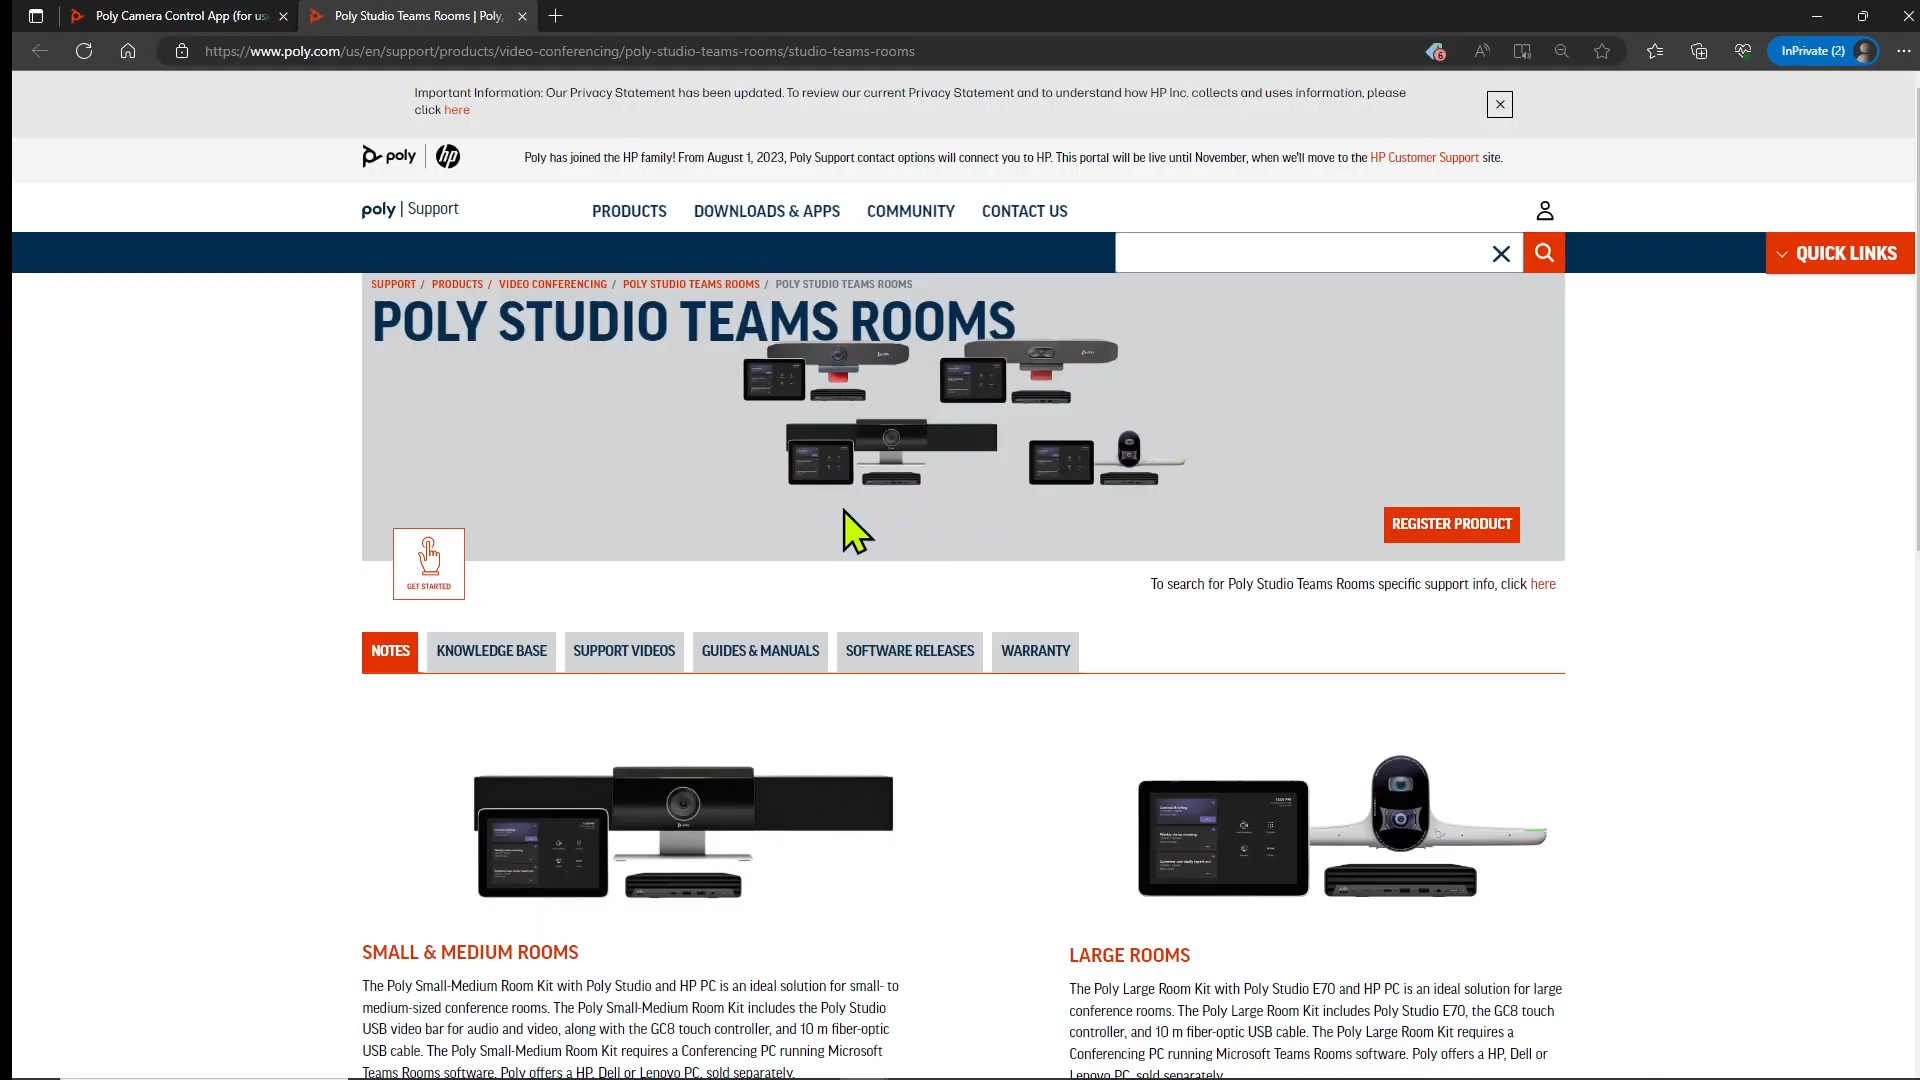 Poly Camera Control App (for us
Poly Studio Teams Rooms | Poly,
https://www.poly.com/us/en/support/products/video-conferencing/poly-studio-teams-rooms/studio-teams-rooms
6
InPrivate (2)
Important Information: Our Privacy Statement has been updated. To review our current Privacy Statement and to understand how HP Inc. collects and uses information, please
click here
poly
hp
Poly has joined the HP family! From August 1, 2023, Poly Support contact options will connect you to HP. This portal will be live until November, when we'll move to the HP Customer Support site.
poly | Support
PRODUCTS
DOWNLOADS & APPS
COMMUNITY
CONTACT US
QUICK LINKS
SUPPORT / PRODUCTS / VIDEO CONFERENCING / POLY STUDIO TEAMS ROOMS / POLY STUDIO TEAMS ROOMS
POLY STUDIO TEAMS ROOMS
REGISTER PRODUCT
GET STARTED
To search for Poly Studio Teams Rooms specific support info, click here
NOTES
KNOWLEDGE BASE
SUPPORT VIDEOS
GUIDES & MANUALS
SOFTWARE RELEASES
WARRANTY
SMALL & MEDIUM ROOMS
The Poly Small-Medium Room Kit with Poly Studio and HP PC is an ideal solution for small- to
medium-sized conference rooms. The Poly Small-Medium Room Kit includes the Poly Studio
USB video bar for audio and video, along with the GC8 touch controller, and 10 m fiber-optic
USB cable. The Poly Small-Medium Room Kit requires a Conferencing PC running Microsoft
Teams Rooms software. Poly offers a HP, Dell or Lenovo PC, sold separately.
LARGE ROOMS
The Poly Large Room Kit with Poly Studio E70 and HP PC is an ideal solution for large
conference rooms. The Poly Large Room Kit includes Poly Studio E70, the GC8 touch
controller, and 10 m fiber-optic USB cable. The Poly Large Room Kit requires a
Conferencing PC running Microsoft Teams Rooms software. Poly offers a HP, Dell or
Lenovo PC, sold separately.